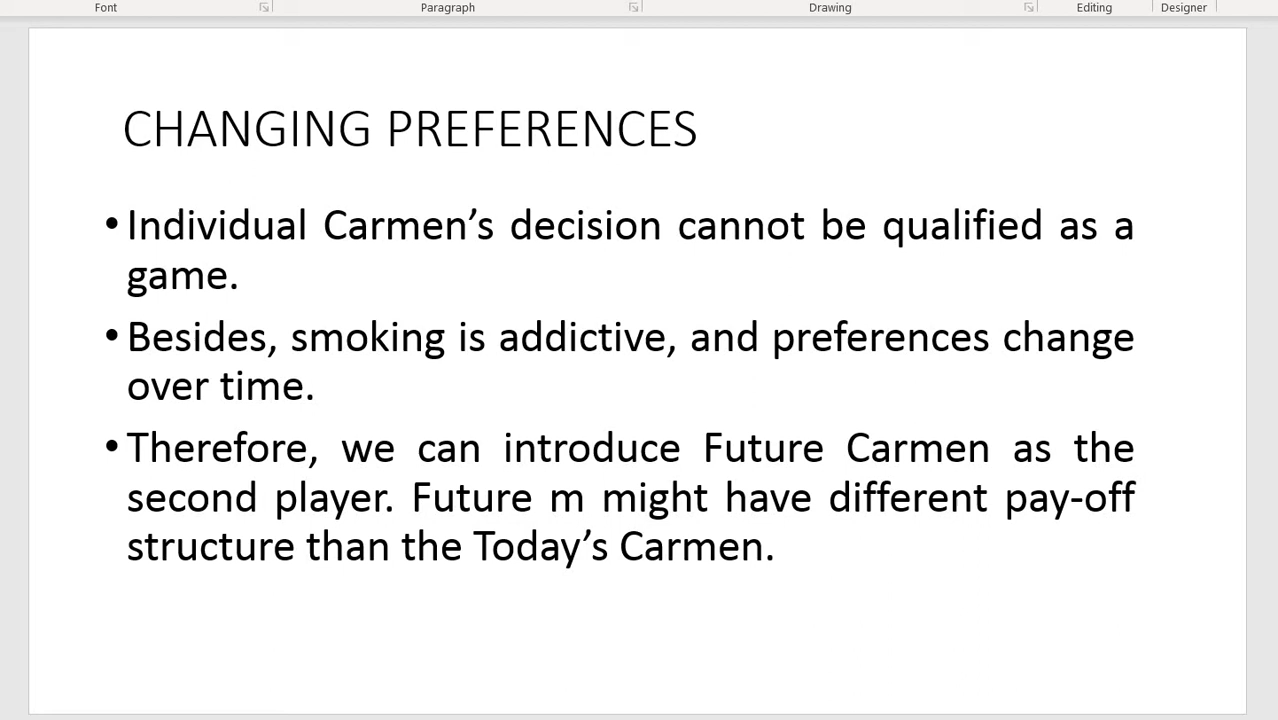 Font Paragraph Drawing Editing Designer
CHANGING PREFERENCES
•Individual Carmen’s decision cannot be qualified as a
game.
•Besides, smoking is addictive, and preferences change
over time.
•Therefore, we can introduce Future Carmen as the
second player. Future m might have different pay-off
structure than the Today’s Carmen.